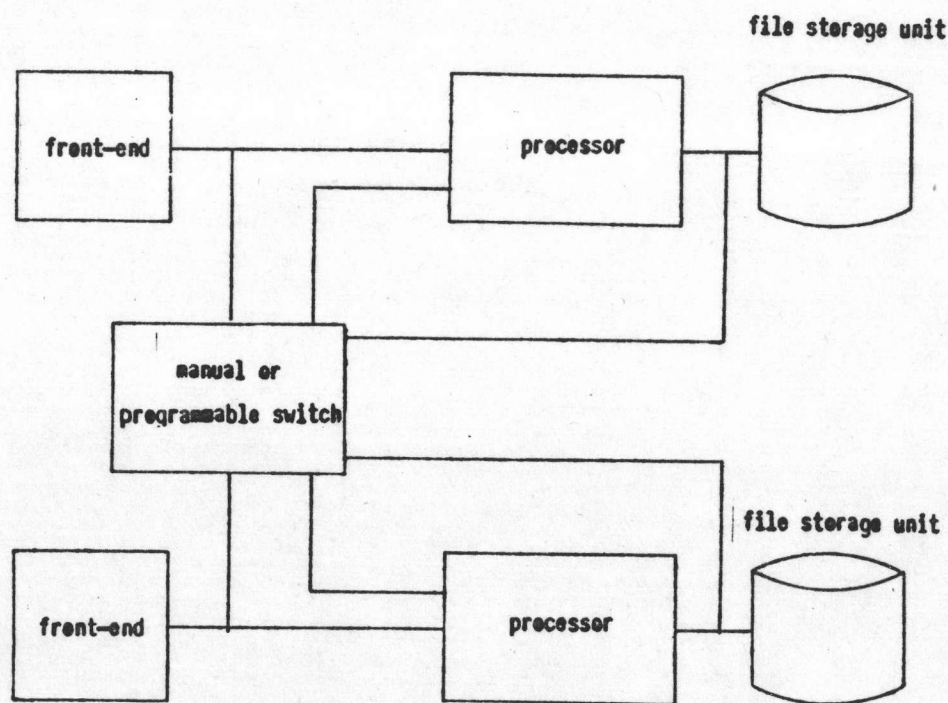 file storage unit
front-end
processor
manual or
programmable switch
file storage unit
front-end
processor